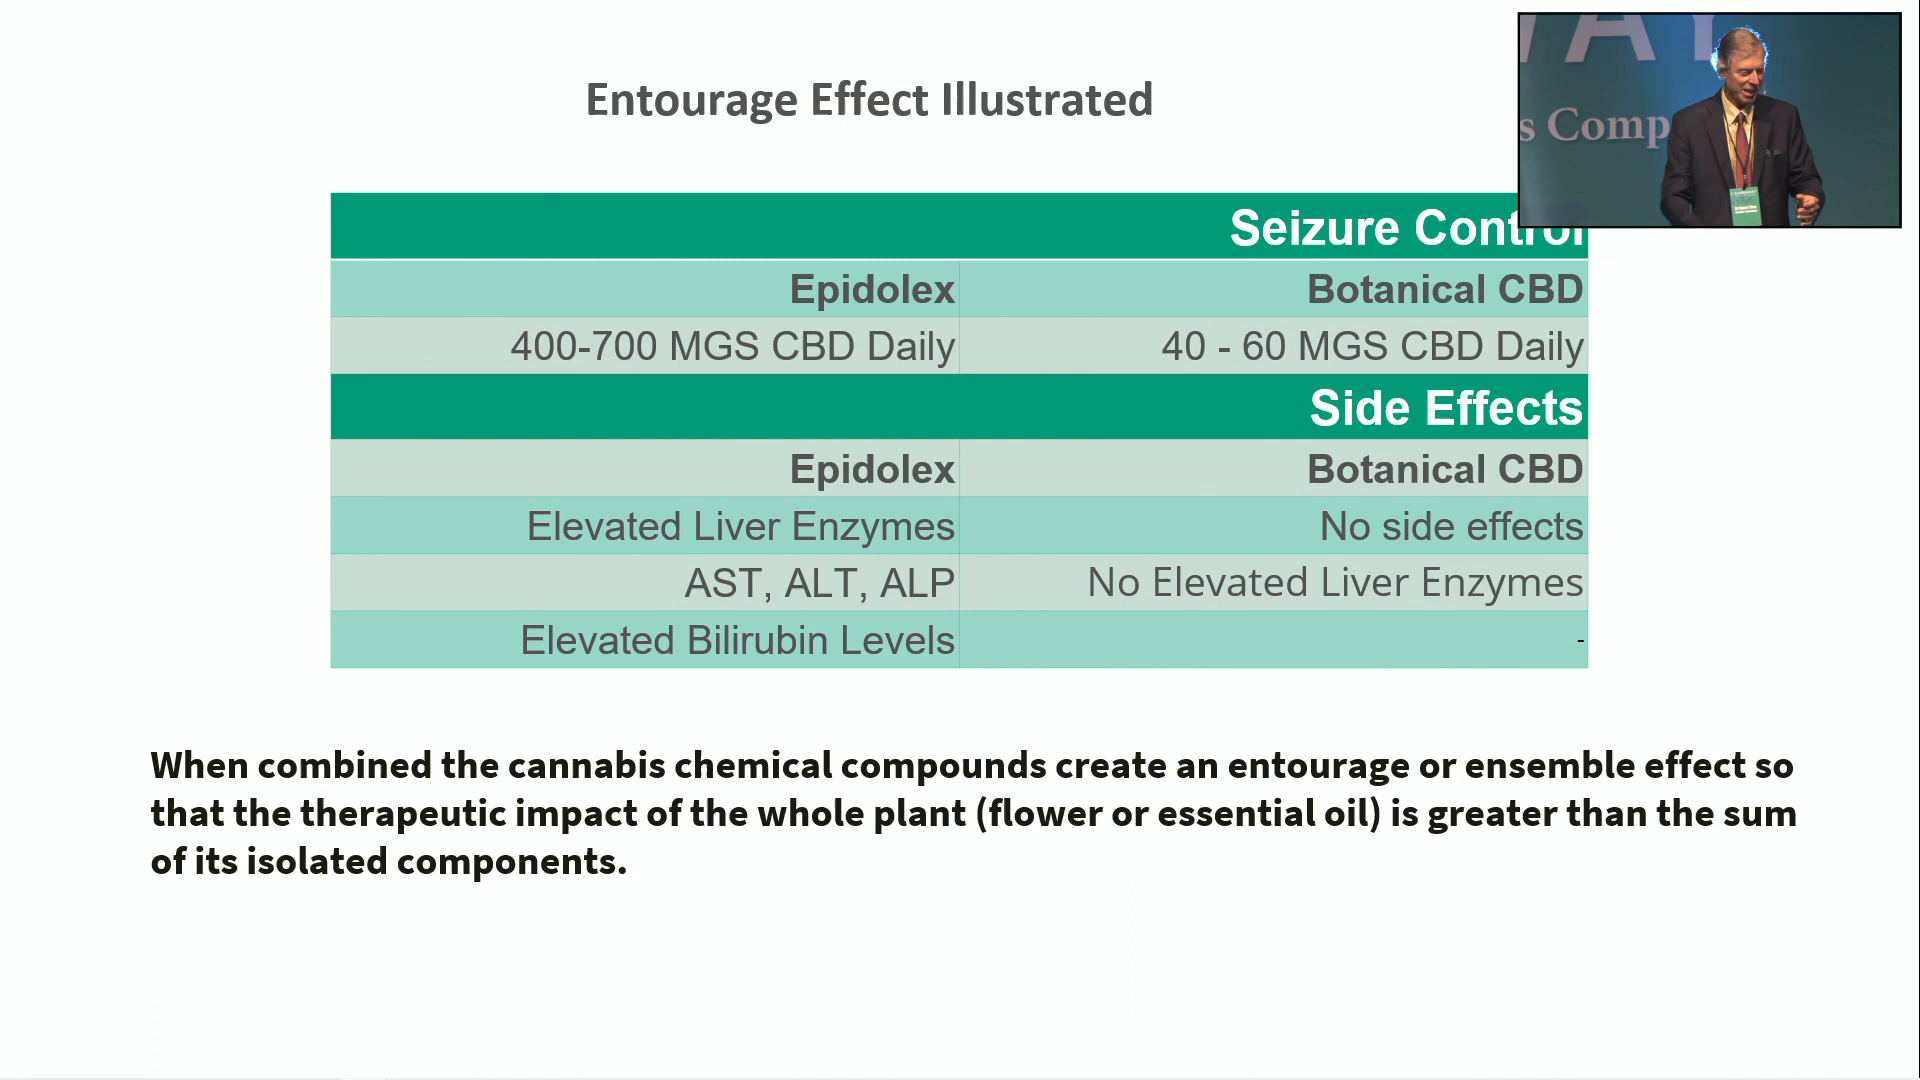 Entourage Effect Illustrated
TAY
s Comp
Seizure Control
Epidolex Botanical CBD
400-700 MGS CBD Daily 40 - 60 MGS CBD Daily
Side Effects
Epidolex Botanical CBD
Elevated Liver Enzymes No side effects
AST, ALT, ALP No Elevated Liver Enzymes
Elevated Bilirubin Levels -
When combined the cannabis chemical compounds create an entourage or ensemble effect so
that the therapeutic impact of the whole plant (flower or essential oil) is greater than the sum
of its isolated components.